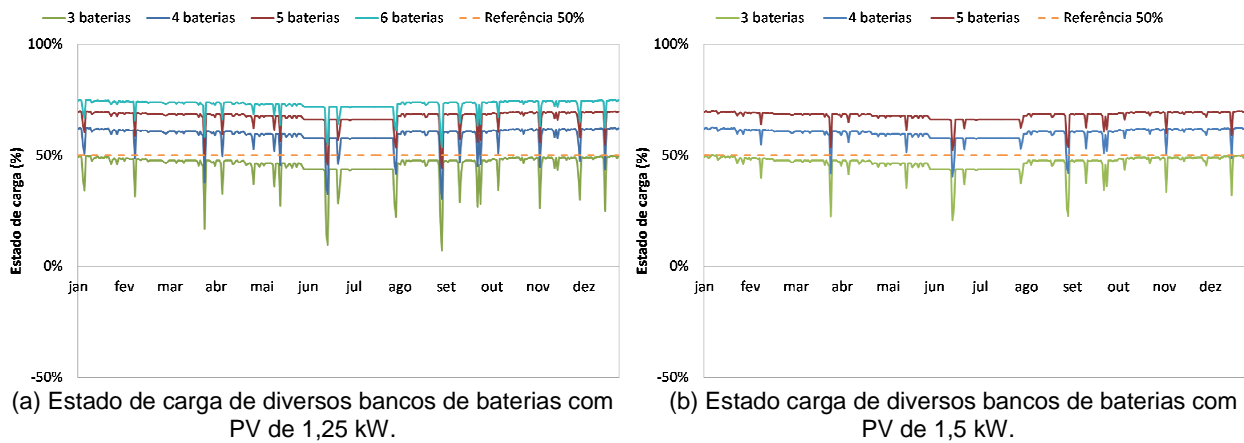 3 baterias 4 baterias 5 baterias 6 baterias Referência 50%
100%
50%
0%
-50%
Estado de carga (%)
jan fev mar abr mai jun jul ago set out nov dez
(a) Estado de carga de diversos bancos de baterias com
PV de 1,25 kW.
3 baterias 4 baterias 5 baterias Referência 50%
100%
50%
0%
-50%
Estado de carga (%)
jan fev mar abr mai jun jul ago set out nov dez
(b) Estado carga de diversos bancos de baterias com
PV de 1,5 kW.